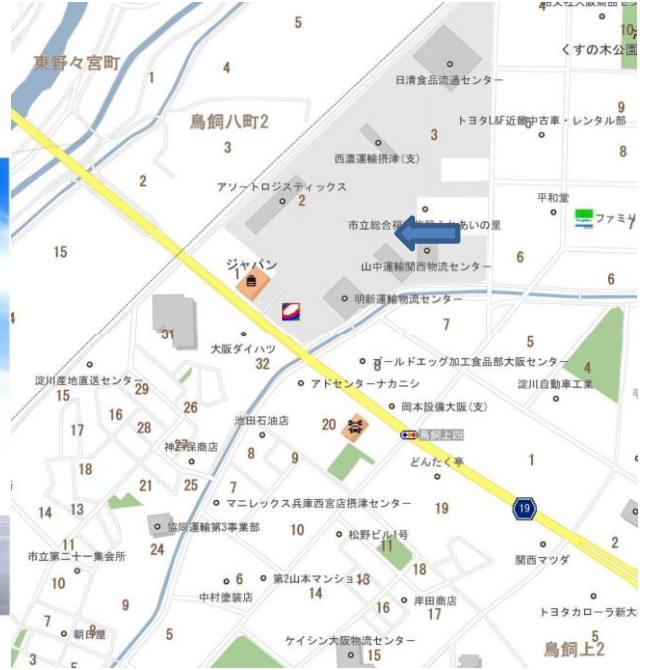 5
10
くすの木公園
東野々宮町
4
1
日清食品流通センター
鳥飼八町2
3
トヨタL&F近畿中古車・レンタル部
9
8
3
2
西濃運輸摂津(支)
アソートロジスティックス
2
平和堂
ファミリ
7
市立総合福
あいの里
15
ジャパン
1
山中運輸関西物流センター
6
6
明新運輸物流センター
7
31
大阪ダイハツ
32
5
ゴールドエッグ加工食品部大阪センター
8
4
淀川産地直送センター
15
29
アドセンターナカニシ
淀川自動車工業
16
26
28
池田石油店
20
岡本設備大阪(支)
17
27
鳥飼上四
8
9
どんたく亭
18
1
21
25
7
マニレックス兵庫西宮店摂津センター
19
19
14
13
協同運輸第3事業部
10
松野ビル1号
11
11
24
関西マツダ
2
市立第二十一集会所
10
6
第2山本マンション
13
18
中村塗装店
14
16
岸田商店
17
9
トヨタカローラ新大
7
8
朝日屋
5
ケイシン大阪物流センター
5
鳥飼上2
3
5
15